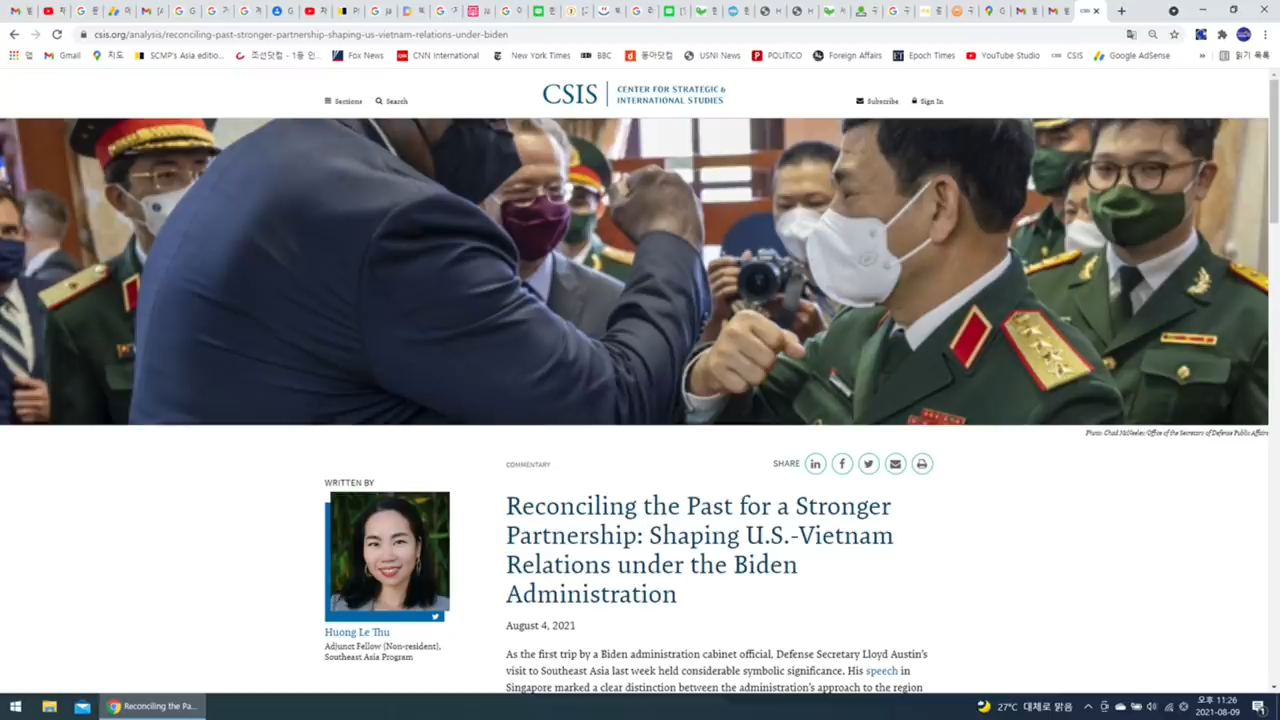 csis.org/analysis/reconciling-past-stronger-partnership-shaping-us-vietnam-relations-under-biden
앱 Gmail 지도 SCMP's Asia editio... 조선닷컴 - 1등 인... Fox News CNN International New York Times BBC 동아닷컴 USNI News POLITICO Foreign Affairs Epoch Times YouTube Studio CSIS Google AdSense » 읽기 목록
Sections Search
CSIS CENTER FOR STRATEGIC &
INTERNATIONAL STUDIES
Subscribe Sign In
Photo: Chad McNeeley/Office of the Secretary of Defense Public Affairs
COMMENTARY
SHARE
WRITTEN BY
Huong Le Thu
Adjunct Fellow (Non-resident),
Southeast Asia Program
Reconciling the Past for a Stronger
Partnership: Shaping U.S.-Vietnam
Relations under the Biden
Administration
August 4, 2021
As the first trip by a Biden administration cabinet official, Defense Secretary Lloyd Austin's
visit to Southeast Asia last week held considerable symbolic significance. His speech in
Singapore marked a clear distinction between the administration's approach to the region
Reconciling the Pa...
27°C 대체로 맑음
오후 11:26
2021-08-09